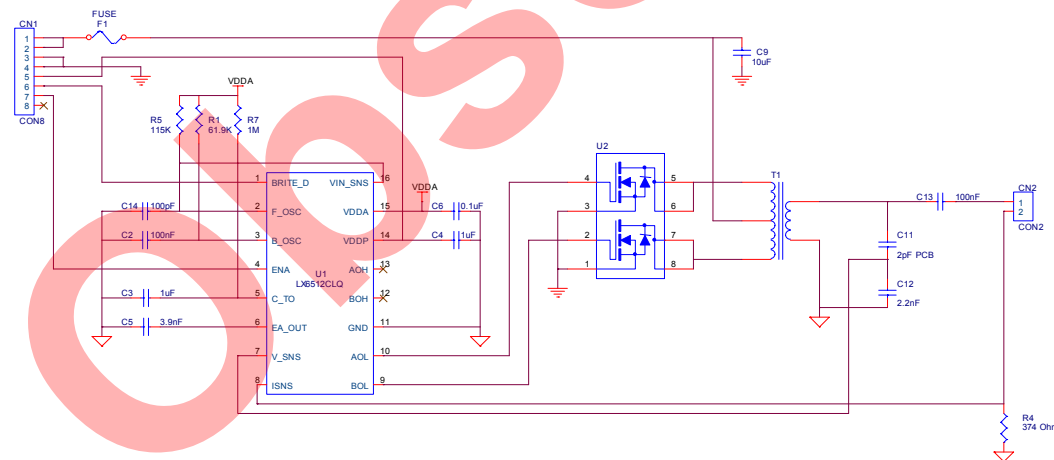 CN1
1
2
3
4
5
6
7
8
CON8
FUSE
F1
C9
10uF
VDDA
R5
115K
R1
61.9K
R7
1M
C14 100pF
C2 100nF
C3 1uF
C5 3.9nF
1 BRITE_D
2 F_OSC
3 B_OSC
4 ENA
5 C_TO
6 EA_OUT
7 V_SNS
8 ISNS
U1
LX6512CLQ
VIN_SNS 16
VDDA 15
VDDP 14
AOH 13
BOH 12
GND 11
AOL 10
BOL 9
VDDA
C6 0.1uF
C4 1uF
U2
4
3
2
1
5
6
7
8
T1
C13 100nF
CN2
1
2
CON2
C11
2pF PCB
C12
2.2nF
R4
374 Ohm